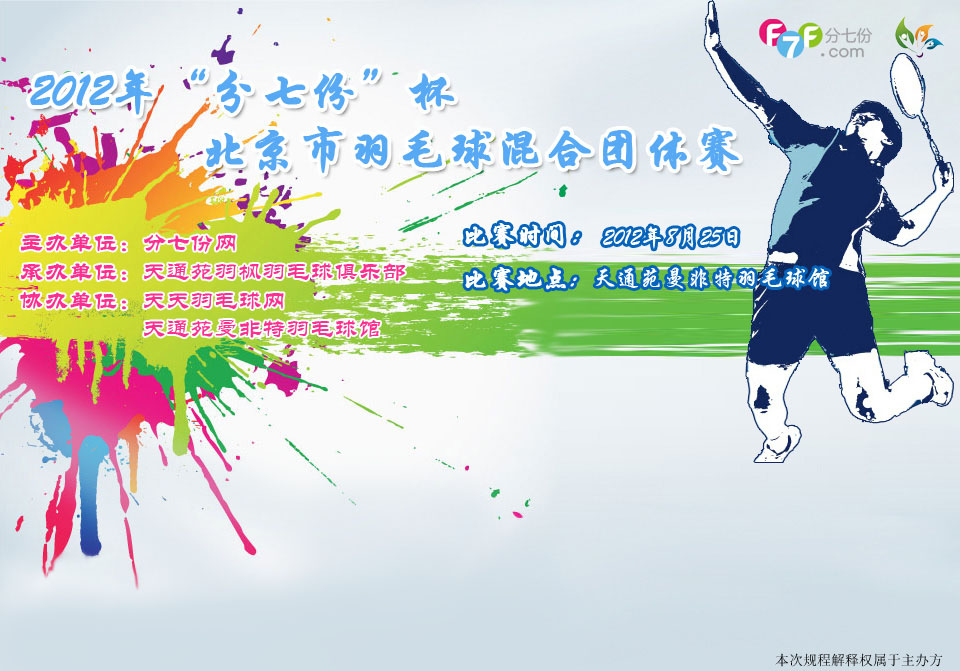 2012年“分七份”杯
北京市羽毛球混合团体赛
F7F分七份
.com
主办单位：分七份网
承办单位：天通苑羽枫羽毛球俱乐部
协办单位：天天羽毛球网
天通苑曼非特羽毛球馆
比赛时间：2012年8月25日
比赛地点：天通苑曼非特羽毛球馆
本次规程解释权属于主办方